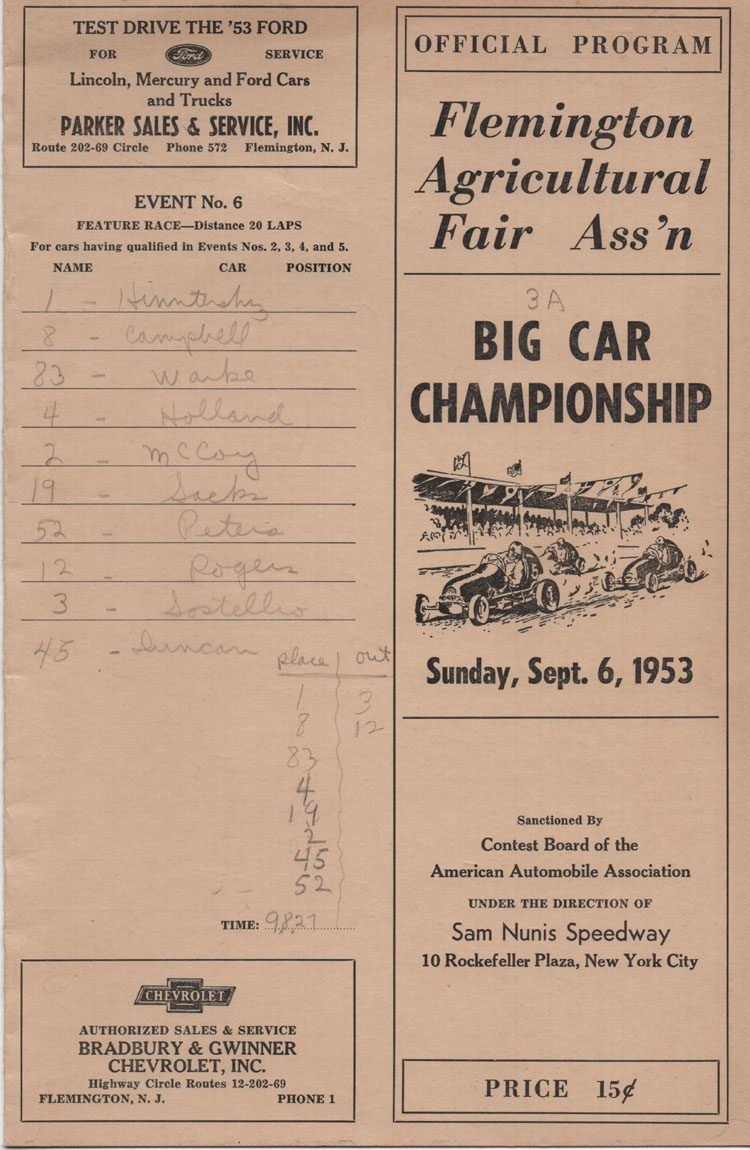 TEST DRIVE THE '53 FORD
FOR Ford SERVICE
Lincoln, Mercury and Ford Cars
and Trucks
PARKER SALES & SERVICE, INC.
Route 202-69 Circle Phone 572 Flemington, N. J.
EVENT No. 6
FEATURE RACE—Distance 20 LAPS
For cars having qualified in Events Nos. 2, 3, 4, and 5.
NAME CAR POSITION
1 - Hinnershitz
8 - Campbell
83 -
4 - Holland
2 - McCoy
19 - Sacks
52 - Peters
12 - Rogers
3 -
45 - Duncan
place out
1 3
8 12
83
4
19
2
45
52
TIME: 9.8.27
CHEVROLET
AUTHORIZED SALES & SERVICE
BRADBURY & GWINNER
CHEVROLET, INC.
Highway Circle Routes 12-202-69
FLEMINGTON, N. J. PHONE 1
OFFICIAL PROGRAM
Flemington
Agricultural
Fair Ass'n
3A
BIG CAR
CHAMPIONSHIP
Sunday, Sept. 6, 1953
Sanctioned By
Contest Board of the
American Automobile Association
UNDER THE DIRECTION OF
Sam Nunis Speedway
10 Rockefeller Plaza, New York City
PRICE 15¢